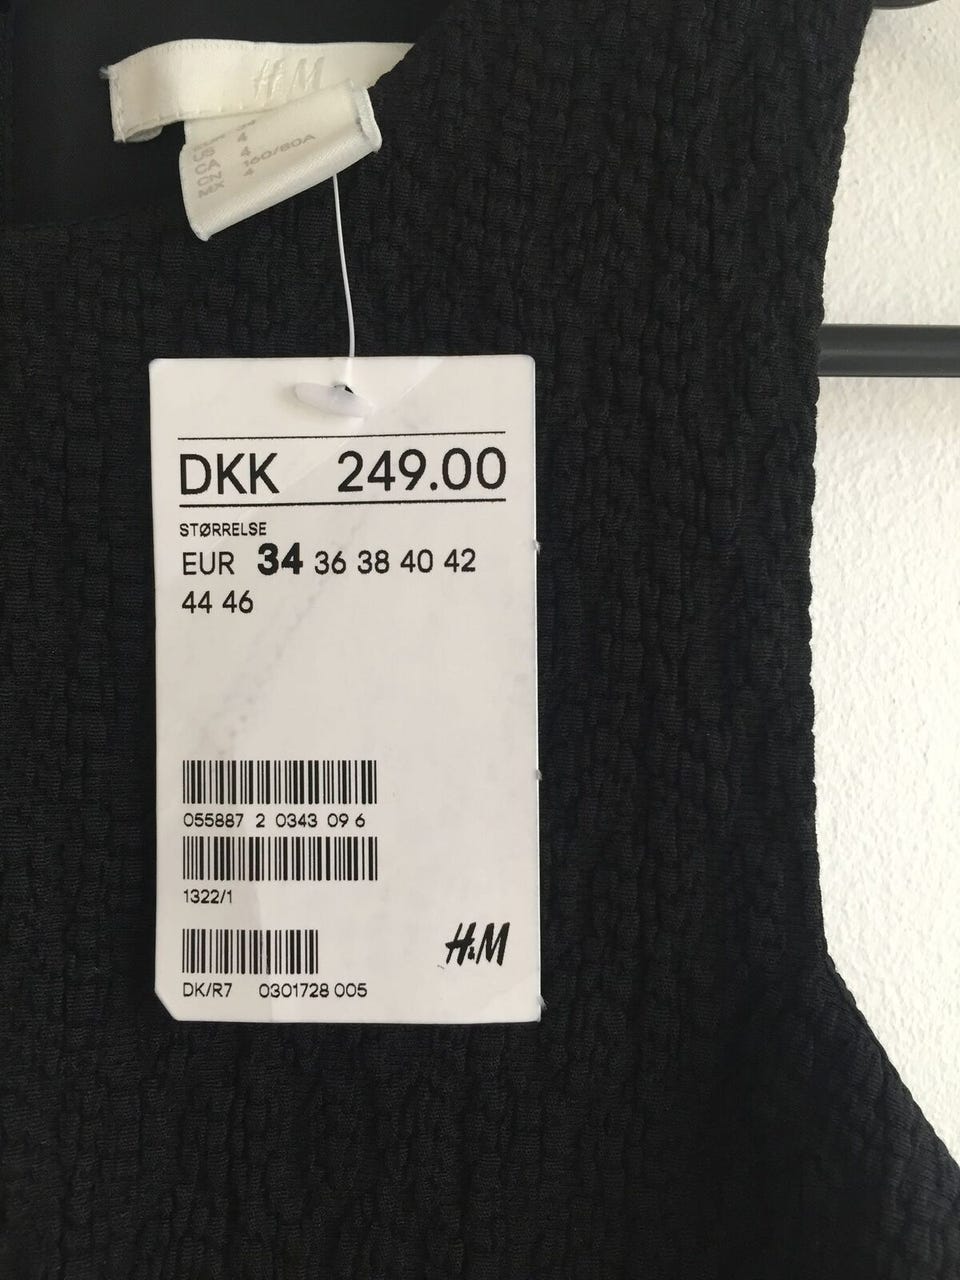 H&M
US 4
CA 4
CN 160/80A
MX 4
DKK 249.00
STØRRELSE
EUR 34 36 38 40 42
44 46
055887 2 0343 09 6
1322/1
H&M
DK/R7 0301728 005